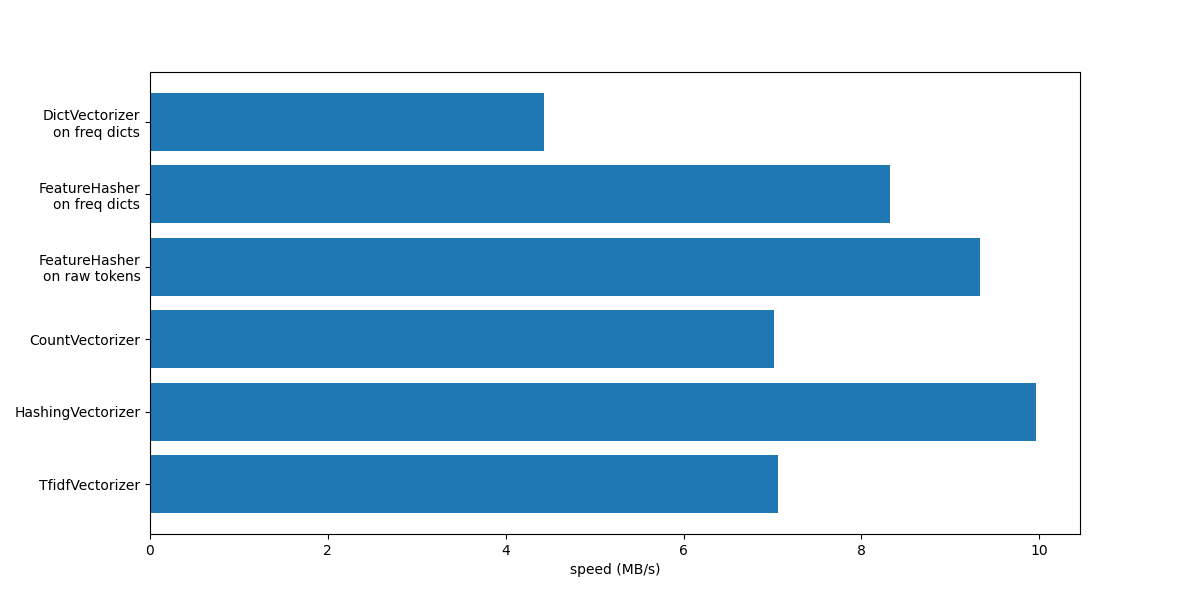 DictVectorizer
on freq dicts
FeatureHasher
on freq dicts
FeatureHasher
on raw tokens
CountVectorizer
HashingVectorizer
TfidfVectorizer
0 2 4 6 8 10
speed (MB/s)